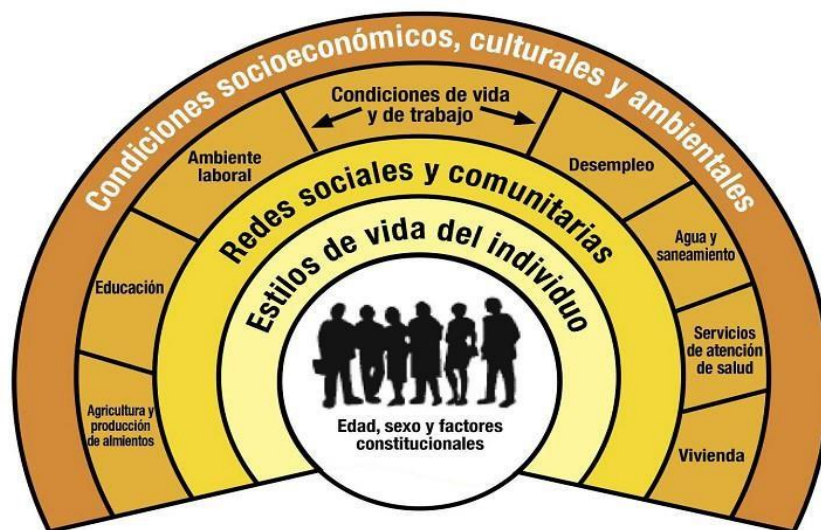 Condiciones socioeconómicos, culturales y ambientales
Condiciones de vida
y de trabajo
Ambiente
laboral
Desempleo
Redes sociales y comunitarias
Educación
Agua y
saneamiento
Estilos de vida del individuo
Servicios
de atención
de salud
Agricultura y
producción
de almientos
Edad, sexo y factores
constitucionales
Vivienda